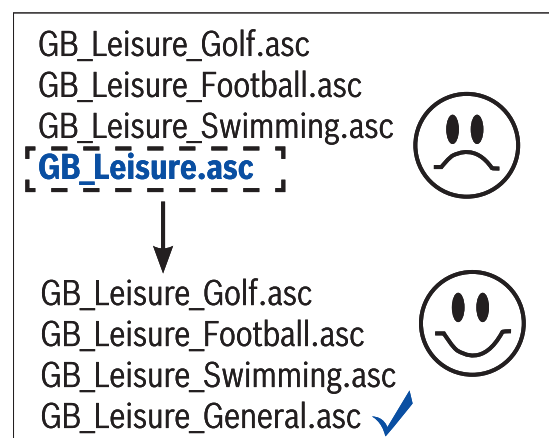 GB_Leisure_Golf.asc
GB_Leisure_Football.asc
GB_Leisure_Swimming.asc
GB_Leisure.asc
GB_Leisure_Golf.asc
GB_Leisure_Football.asc
GB_Leisure_Swimming.asc
GB_Leisure_General.asc